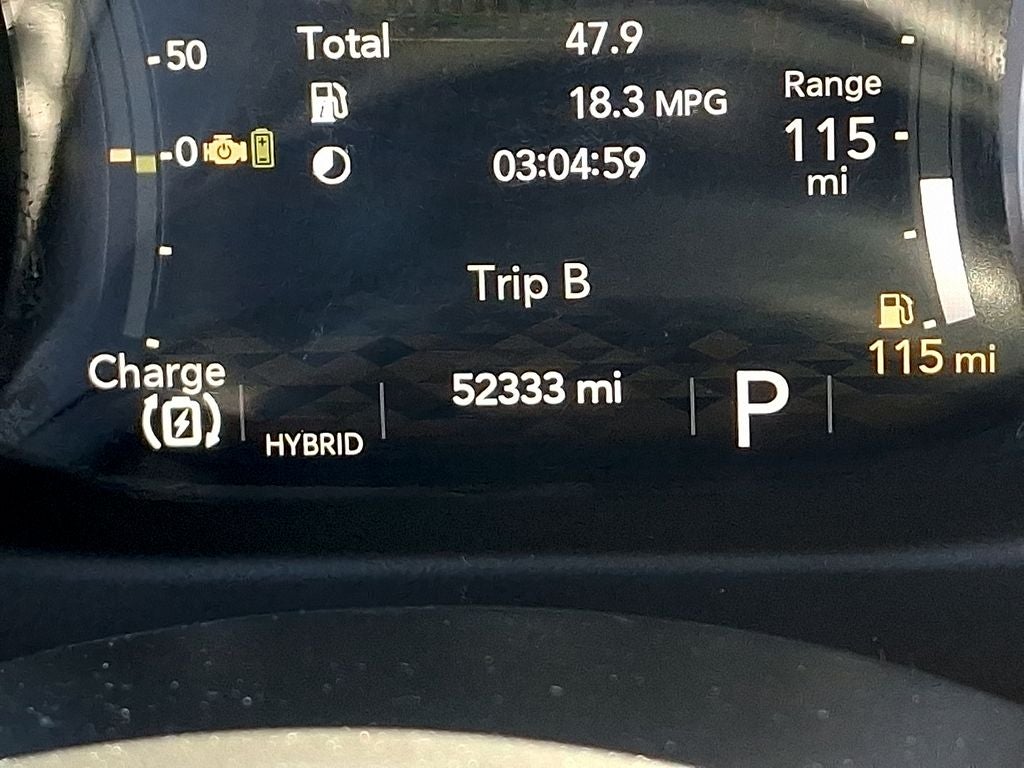 50
Total 47.9
18.3 MPG
Range
115
mi
0
03:04:59
Trip B
115 mi
Charge
52333 mi
P
HYBRID